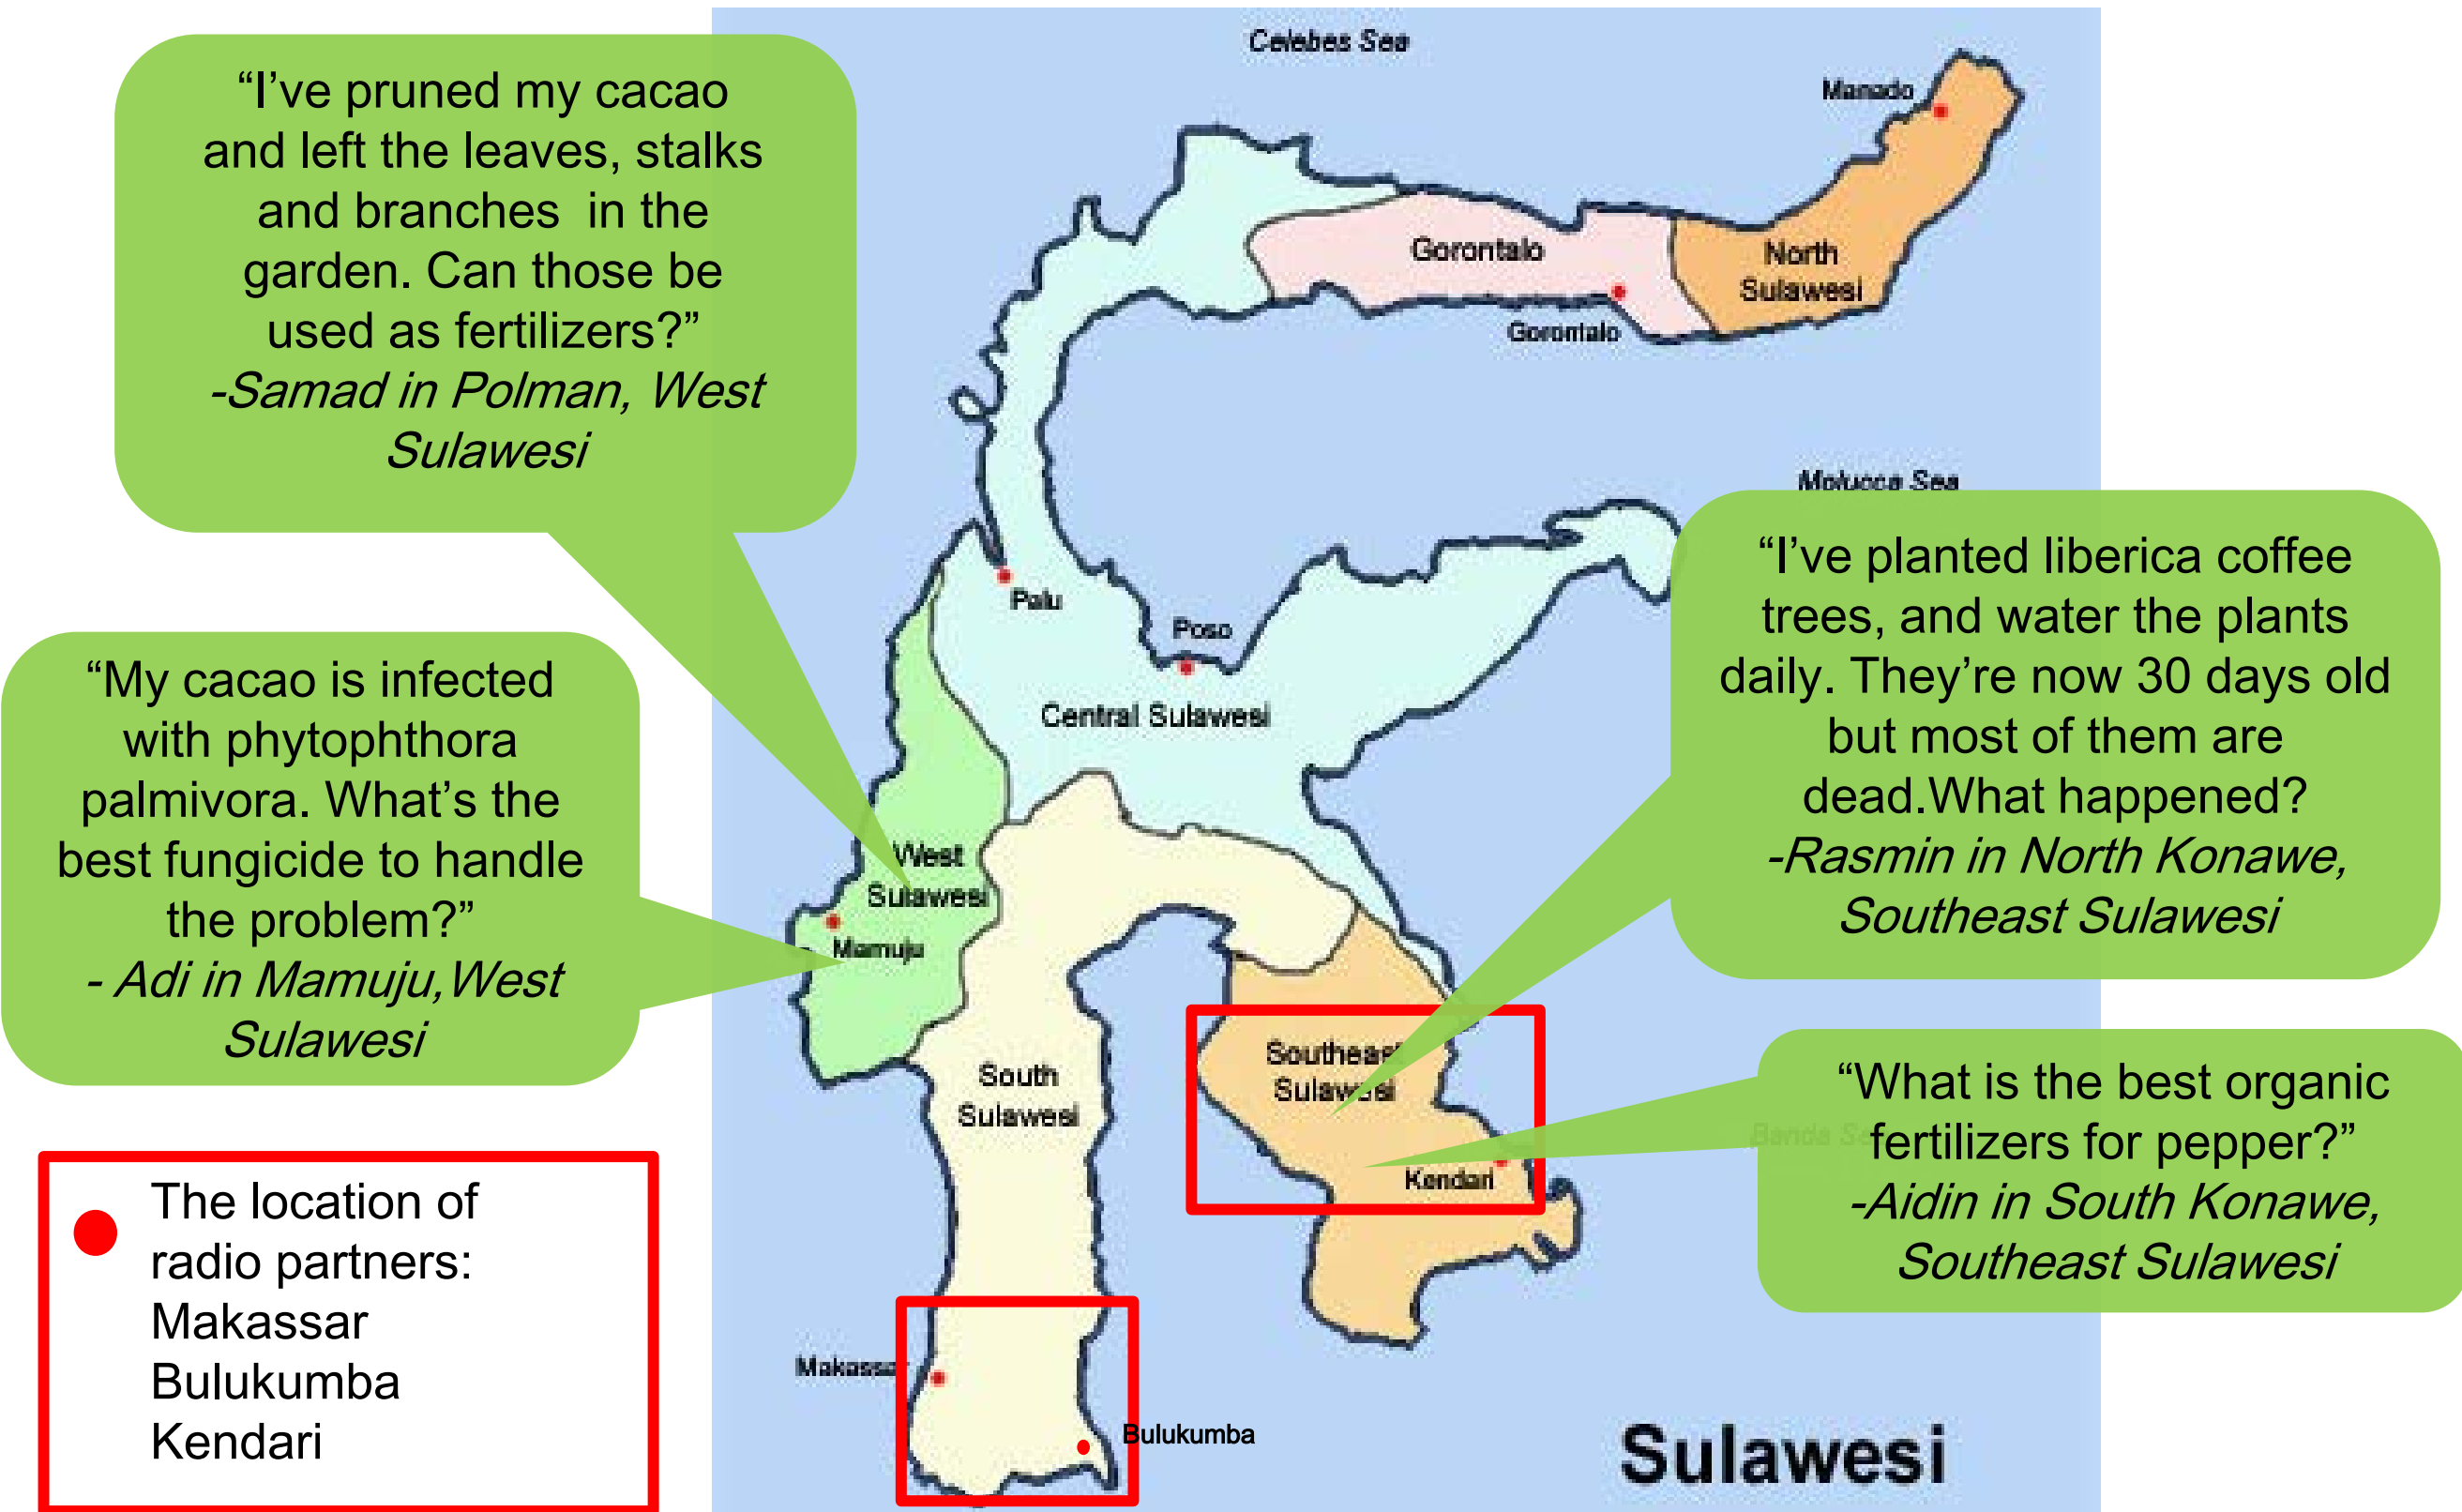 Celebes Sea
“I’ve pruned my cacao
and left the leaves, stalks
and branches in the
garden. Can those be
used as fertilizers?”
-Samad in Polman, West
Sulawesi
Manado
Gorontalo
North
Sulawesi
Gorontalo
Molucca Sea
“I’ve planted liberica coffee
trees, and water the plants
daily. They’re now 30 days old
but most of them are
dead.What happened?
-Rasmin in North Konawe,
Southeast Sulawesi
Palu
Poso
Central Sulawesi
“My cacao is infected
with phytophthora
palmivora. What’s the
best fungicide to handle
the problem?”
- Adi in Mamuju,West
Sulawesi
West
Sulawesi
Mamuju
South
Sulawesi
Southeast
Sulawesi
Kendari
“What is the best organic
fertilizers for pepper?”
-Aidin in South Konawe,
Southeast Sulawesi
Banda Se
The location of
radio partners:
Makassar
Bulukumba
Kendari
Makassar
Bulukumba
Sulawesi